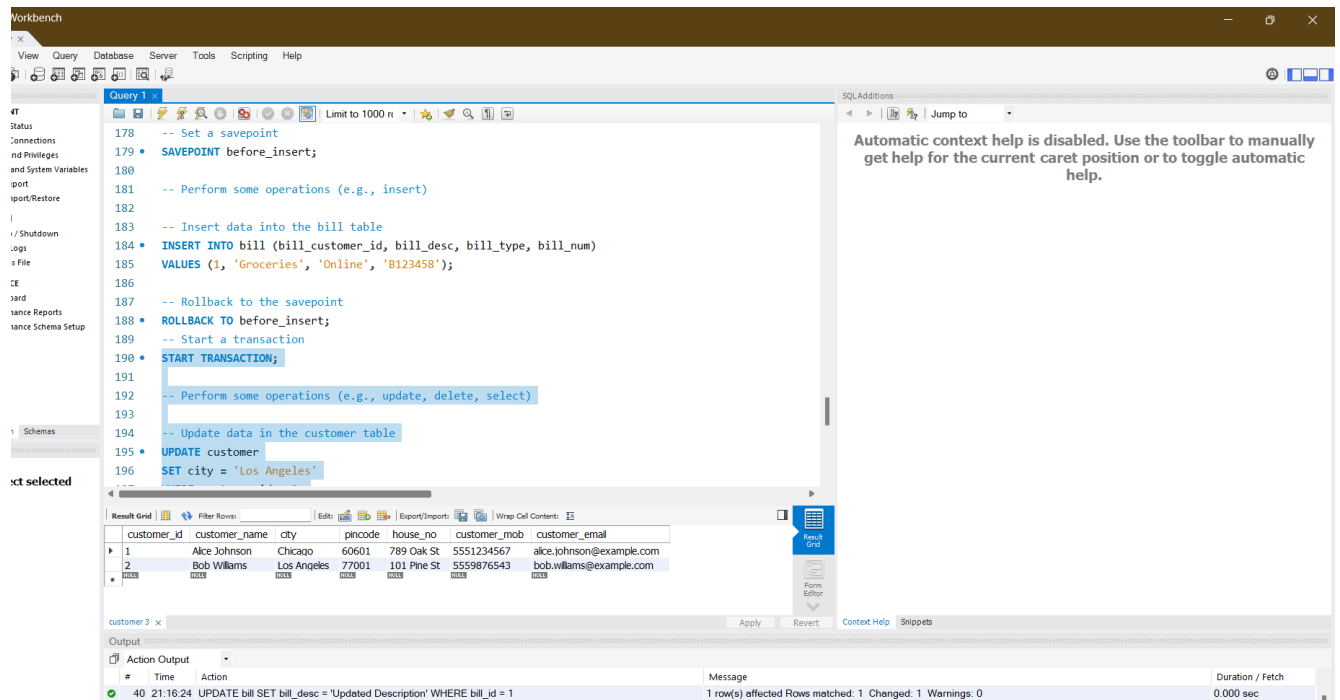 Workbench
View Query Database Server Tools Scripting Help
Query 1
SQLAdditions
Limit to 1000
Jump to
Status
Connections
nd Privileges
and System Variables
port
nport/Restore
/ Shutdown
Logs
s File
CE
oard
nance Reports
nance Schema Setup
Schemas
ect selected
178 -- Set a savepoint
179 SAVEPOINT before_insert;
180
181 -- Perform some operations (e.g., insert)
182
183 -- Insert data into the bill table
184 INSERT INTO bill (bill_customer_id, bill_desc, bill_type, bill_num)
185 VALUES (1, 'Groceries', 'Online', 'B123458');
186
187 -- Rollback to the savepoint
188 ROLLBACK TO before_insert;
189 -- Start a transaction
190 START TRANSACTION;
191
192 -- Perform some operations (e.g., update, delete, select)
193
194 -- Update data in the customer table
195 UPDATE customer
196 SET city = 'Los Angeles'
Automatic context help is disabled. Use the toolbar to manually
get help for the current caret position or to toggle automatic
help.
Result Grid Filter Rows: Edit: Export/Import: Wrap Cell Content:
customer_id customer_name city pincode house_no customer_mob customer_email
1 Alice Johnson Chicago 60601 789 Oak St 5551234567 alice.johnson@example.com
2 Bob Williams Los Angeles 77001 101 Pine St 5559876543 bob.williams@example.com
NULL NULL NULL NULL NULL NULL NULL
Result
Grid
Form
Editor
customer 3
Apply Revert
Context Help Snippets
Output
Action Output
# Time Action Message Duration / Fetch
40 21:16:24 UPDATE bill SET bill_desc = 'Updated Description' WHERE bill_id = 1 1 row(s) affected Rows matched: 1 Changed: 1 Warnings: 0 0.000 sec